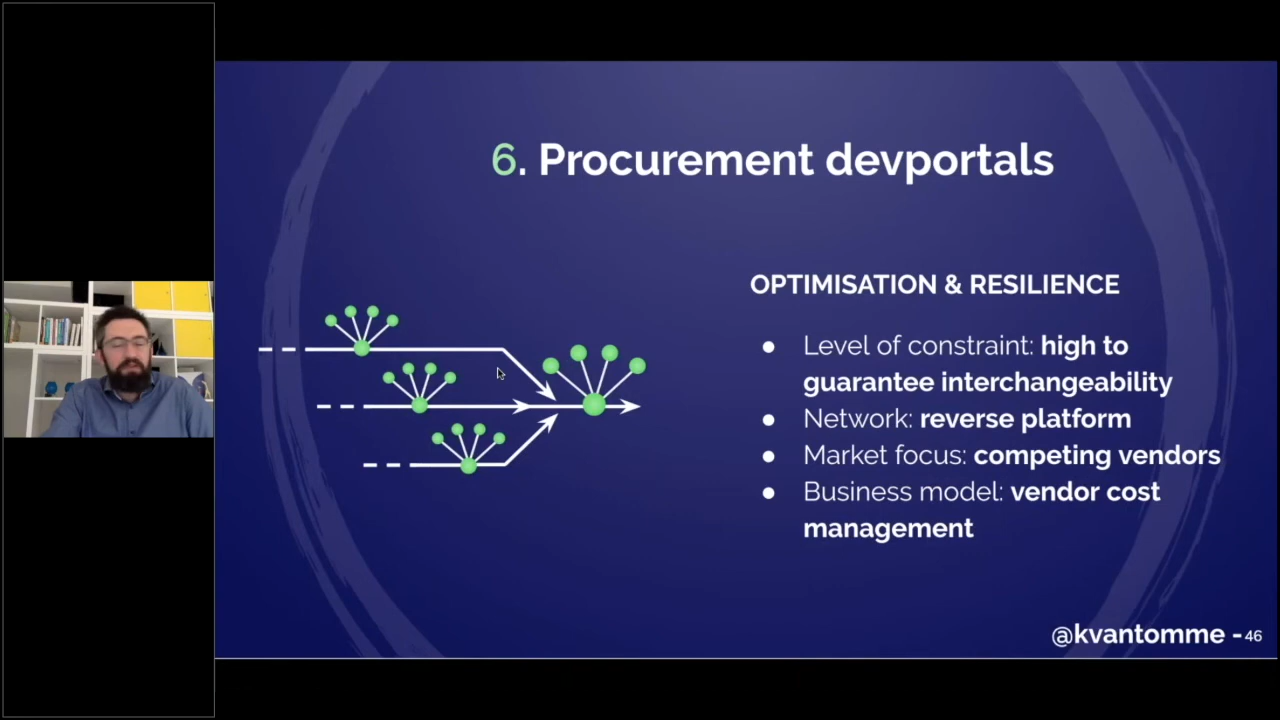 6. Procurement devportals
OPTIMISATION & RESILIENCE
● Level of constraint: high to
guarantee interchangeability
● Network: reverse platform
● Market focus: competing vendors
● Business model: vendor cost
management
@kvantomme - 46